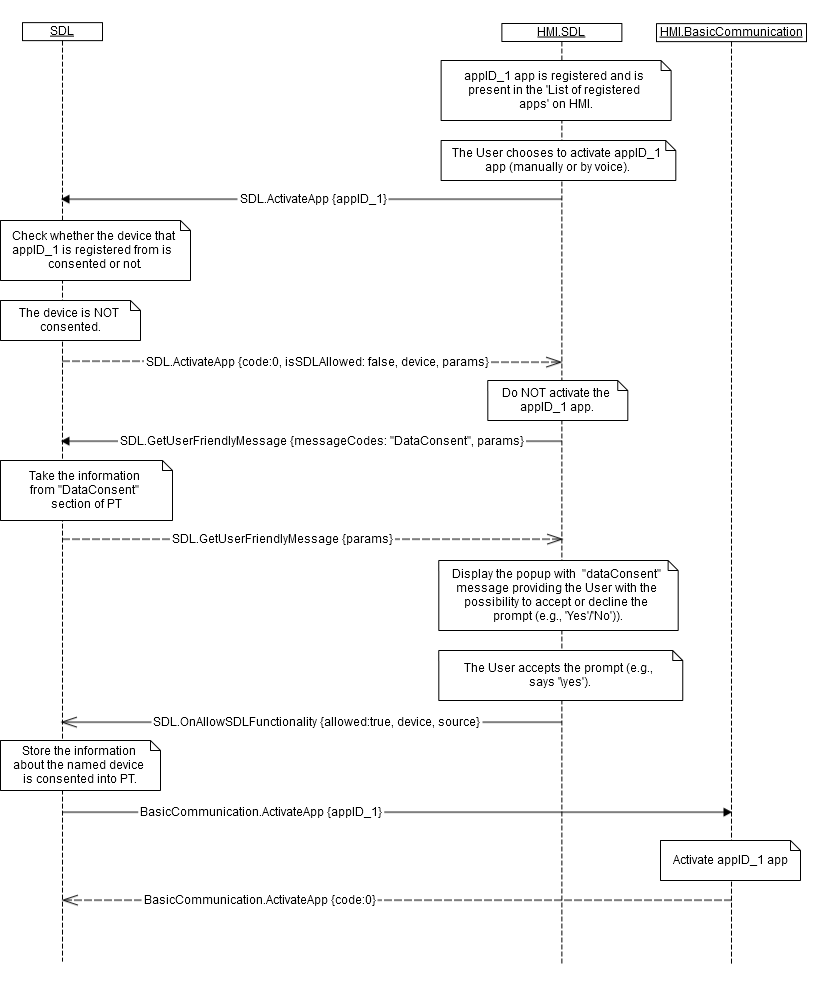 SDL
HMI.SDL
HMI.BasicCommunication
appID_1 app is registered and is
present in the 'List of registered
apps' on HMI.
The User chooses to activate appID_1
app (manually or by voice).
SDL.ActivateApp {appID_1}
Check whether the device that
appID_1 is registered from is
consented or not.
The device is NOT
consented.
SDL.ActivateApp {code:0, isSDLAllowed: false, device, params}
Do NOT activate the
appID_1 app.
SDL.GetUserFriendlyMessage {messageCodes: "DataConsent", params}
Take the information
from "DataConsent"
section of PT
SDL.GetUserFriendlyMessage {params}
Display the popup with "dataConsent"
message providing the User with the
possibility to accept or decline the
prompt (e.g., 'Yes'/'No')).
The User accepts the prompt (e.g.,
says '\yes').
SDL.OnAllowSDLFunctionality {allowed:true, device, source}
Store the information
about the named device
is consented into PT.
BasicCommunication.ActivateApp {appID_1}
Activate appID_1 app
BasicCommunication.ActivateApp {code:0}